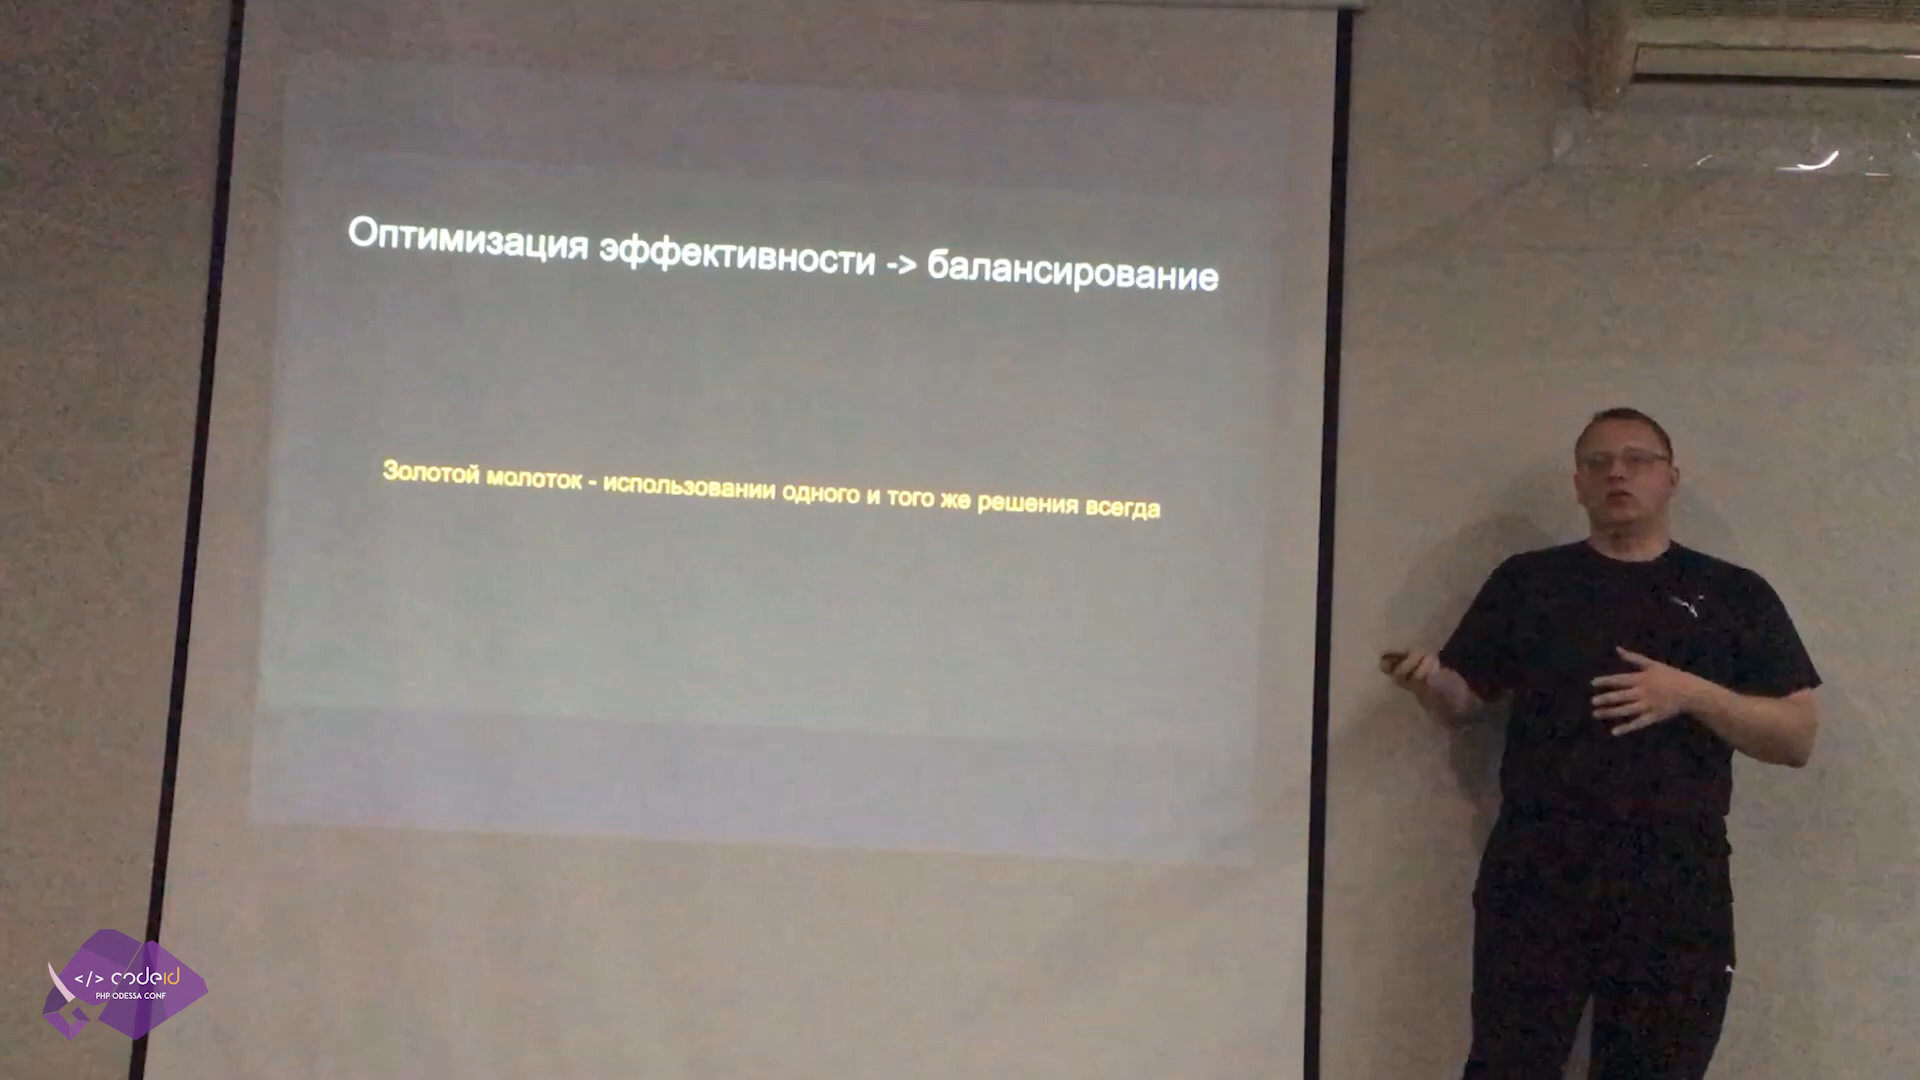 Оптимизация эффективности -> балансирование
Золотой молоток - использовании одного и того же решения всегда
</> codeid
PHP ODESSA CONF